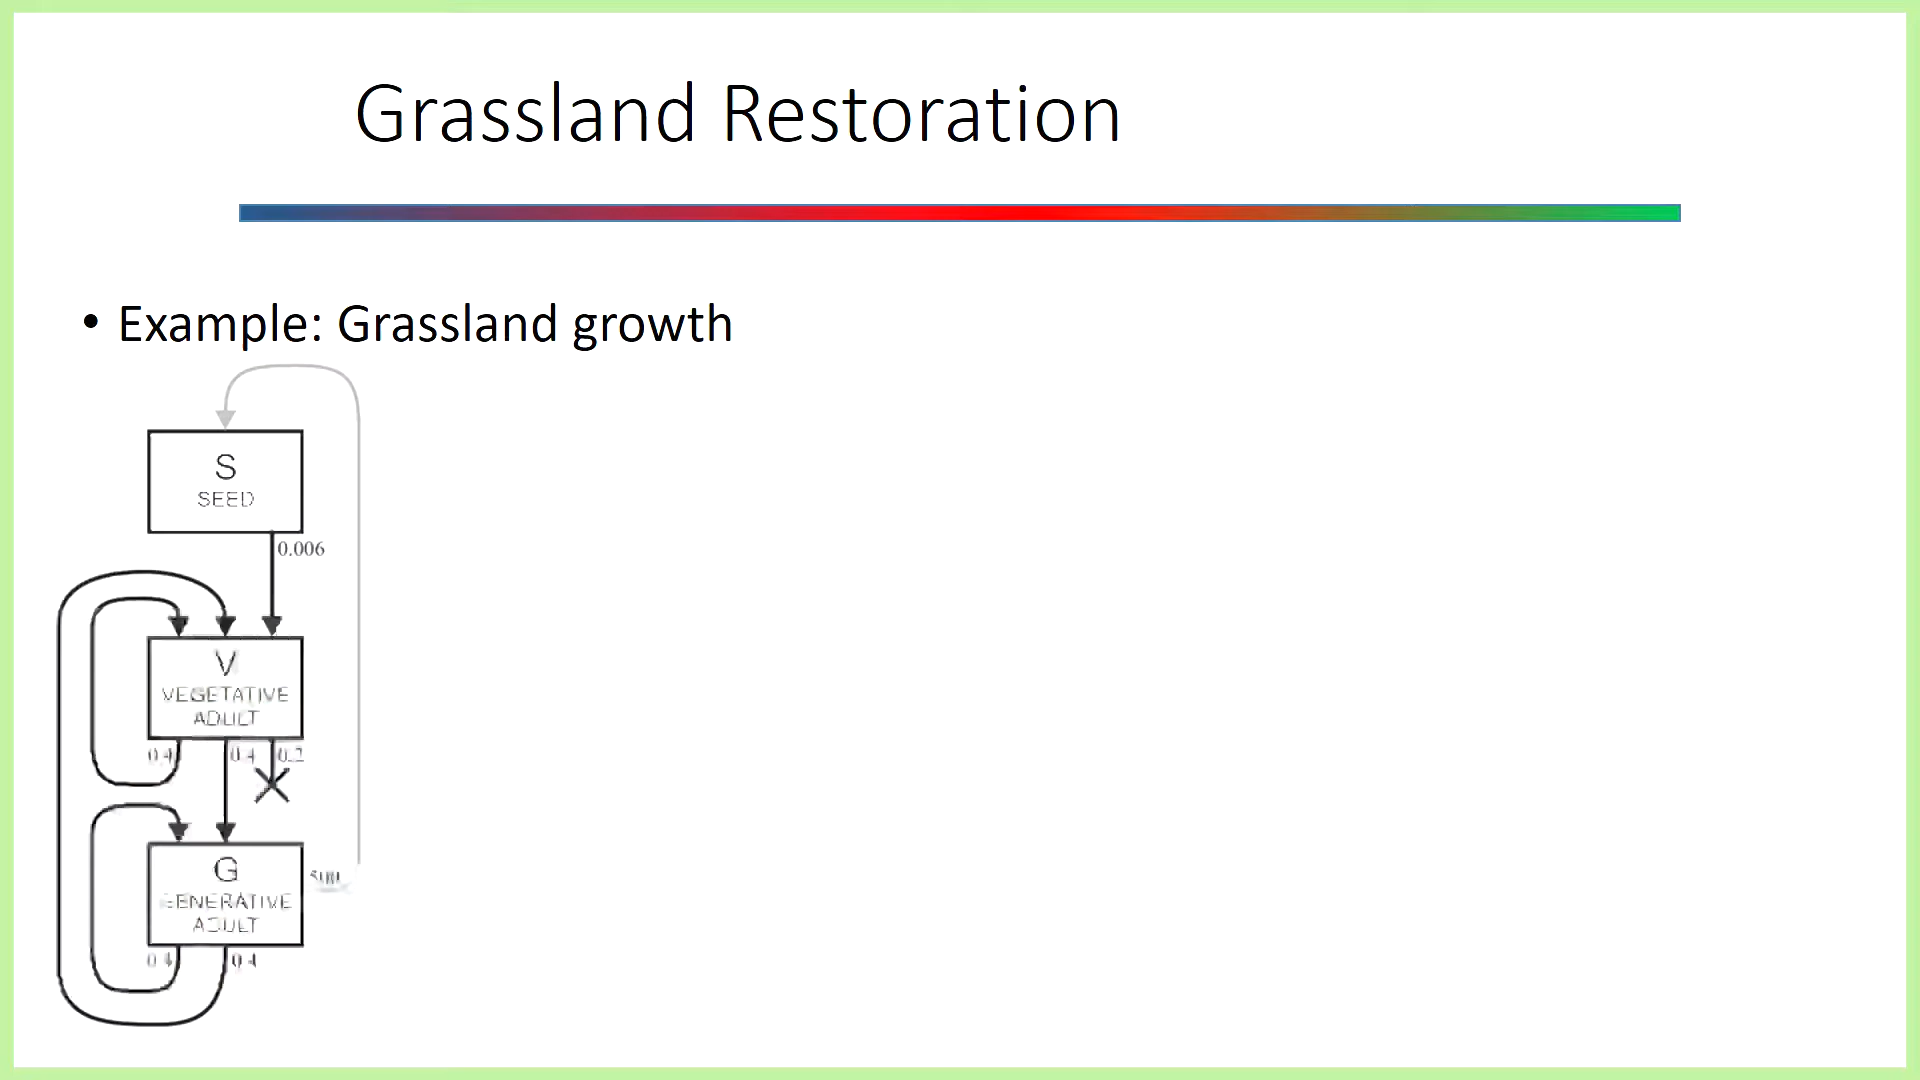 Grassland Restoration
• Example: Grassland growth
S
SEED
0.006
V
VEGETATIVE
ADULT
0.4 0.4 0.2
G
GENERATIVE
ADULT
0.4 0.4